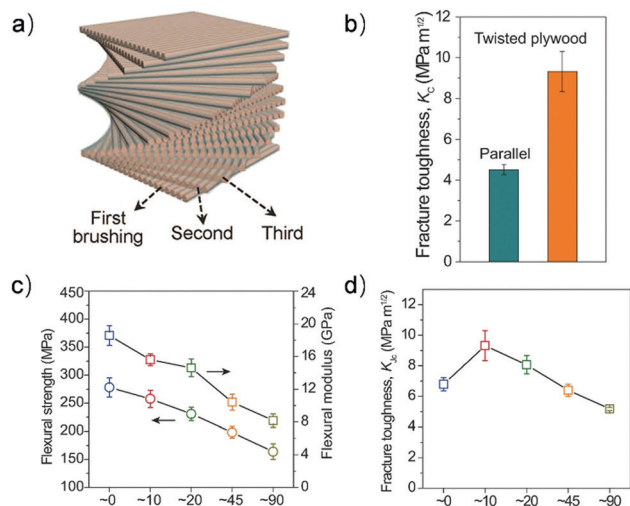 a)
First
brushing
Second
Third
b)
Fracture toughness, K_C (MPa m^1/2)
12
10
8
6
4
2
0
Twisted plywood
Parallel
c)
Flexural strength (MPa)
450
400
350
300
250
200
150
100
24
20
16
12
8
4
0
Flexural modulus (GPa)
~0
~10
~20
~45
~90
d)
Fracture toughness, K_Jc (MPa m^1/2)
12
10
8
6
4
2
0
~0
~10
~20
~45
~90